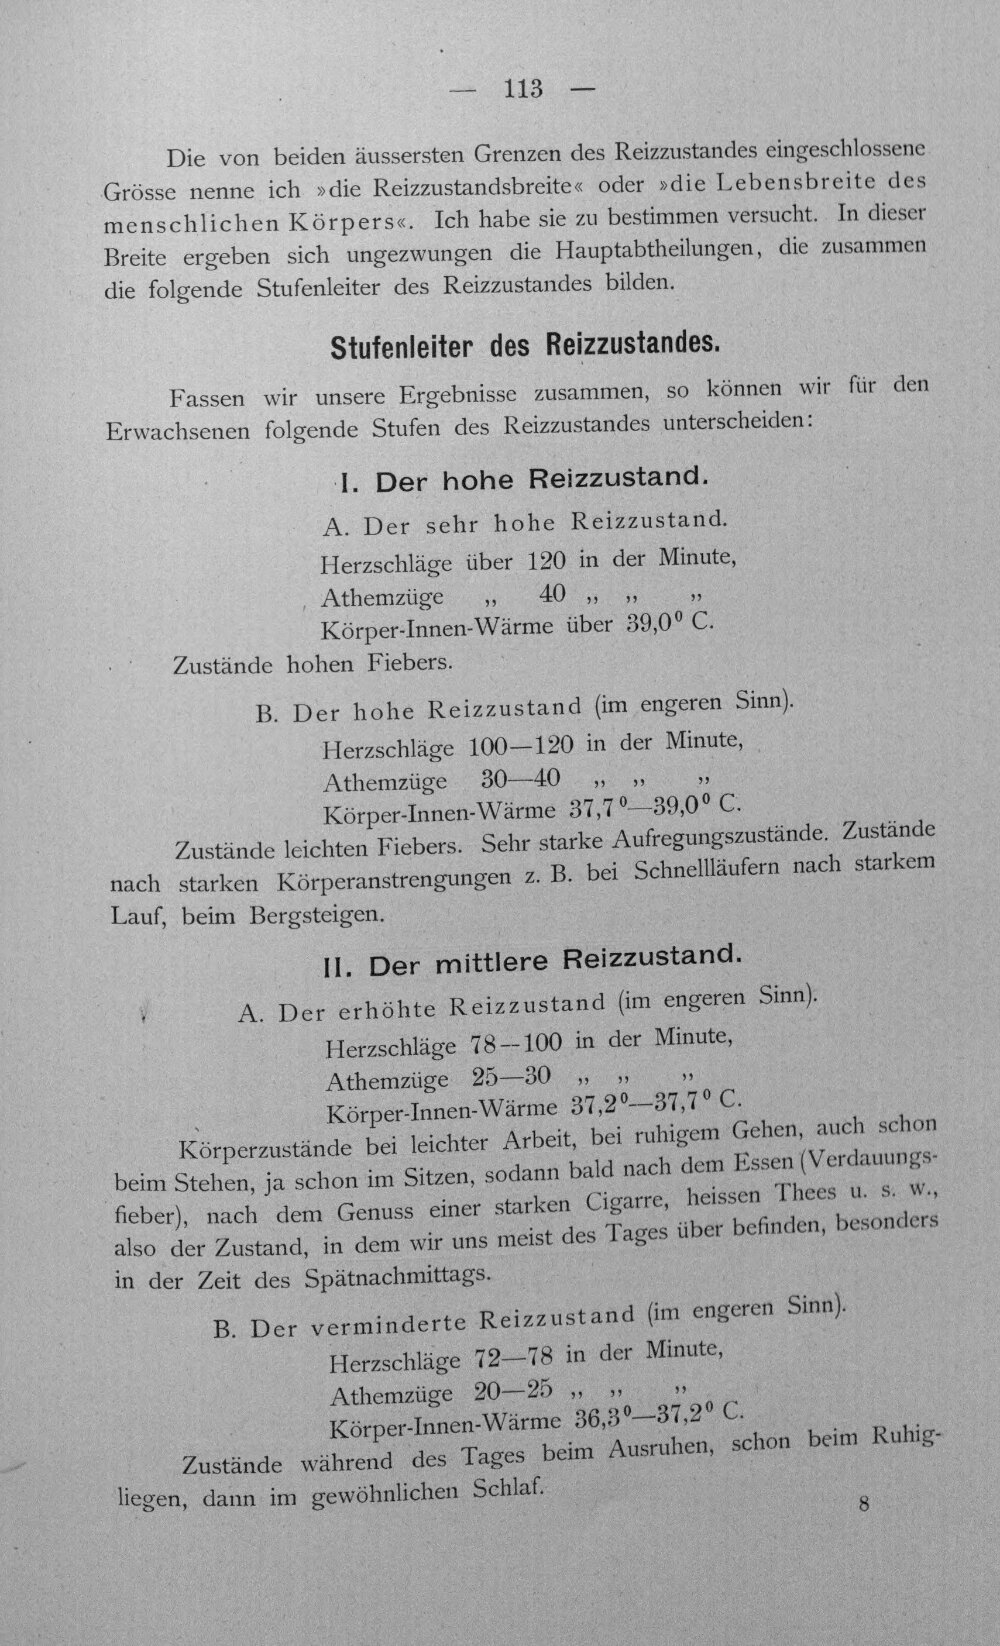 — 113 —
Die von beiden äussersten Grenzen des Reizzustandes eingeschlossene
Grösse nenne ich »die Reizzustandsbreite« oder »die Lebensbreite des
menschlichen Körpers«. Ich habe sie zu bestimmen versucht. In dieser
Breite ergeben sich ungezwungen die Hauptabtheilungen, die zusammen
die folgende Stufenleiter des Reizzustandes bilden.
Stufenleiter des Reizzustandes.
Fassen wir unsere Ergebnisse zusammen, so können wir für den
Erwachsenen folgende Stufen des Reizzustandes unterscheiden:
I. Der hohe Reizzustand.
A. Der sehr hohe Reizzustand.
Herzschläge über 120 in der Minute,
Athemzüge „ 40 „ „ „
Körper-Innen-Wärme über 39,0⁰ C.
Zustände hohen Fiebers.
B. Der hohe Reizzustand (im engeren Sinn).
Herzschläge 100—120 in der Minute,
Athemzüge 30—40 „ „ „
Körper-Innen-Wärme 37,7⁰—39,0⁰ C.
Zustände leichten Fiebers. Sehr starke Aufregungszustände. Zustände
nach starken Körperanstrengungen z. B. bei Schnellläufern nach starkem
Lauf, beim Bergsteigen.
II. Der mittlere Reizzustand.
A. Der erhöhte Reizzustand (im engeren Sinn).
Herzschläge 78—100 in der Minute,
Athemzüge 25—30 „ „ „
Körper-Innen-Wärme 37,2⁰—37,7⁰ C.
Körperzustände bei leichter Arbeit, bei ruhigem Gehen, auch schon
beim Stehen, ja schon im Sitzen, sodann bald nach dem Essen (Verdauungs-
fieber), nach dem Genuss einer starken Cigarre, heissen Thees u. s. w.,
also der Zustand, in dem wir uns meist des Tages über befinden, besonders
in der Zeit des Spätnachmittags.
B. Der verminderte Reizzustand (im engeren Sinn).
Herzschläge 72—78 in der Minute,
Athemzüge 20—25 „ „ „
Körper-Innen-Wärme 36,3⁰—37,2⁰ C.
Zustände während des Tages beim Ausruhen, schon beim Ruhig-
liegen, dann im gewöhnlichen Schlaf.
8